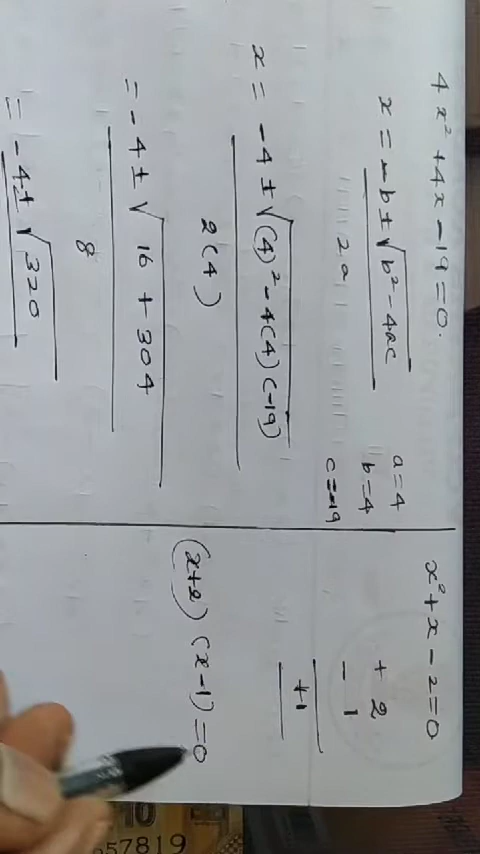 4x² + 4x - 19 = 0.
x = -b ± √b² - 4ac
2a
a = 4
b = 4
c = -19
x = -4 ± √(4)² - 4(4)(-19)
2(4)
= -4 ± √16 + 304
8
= -4 ± √320
x² + x - 2 = 0
+ 2
- 1
+1
(x+2) (x-1) = 0
57819